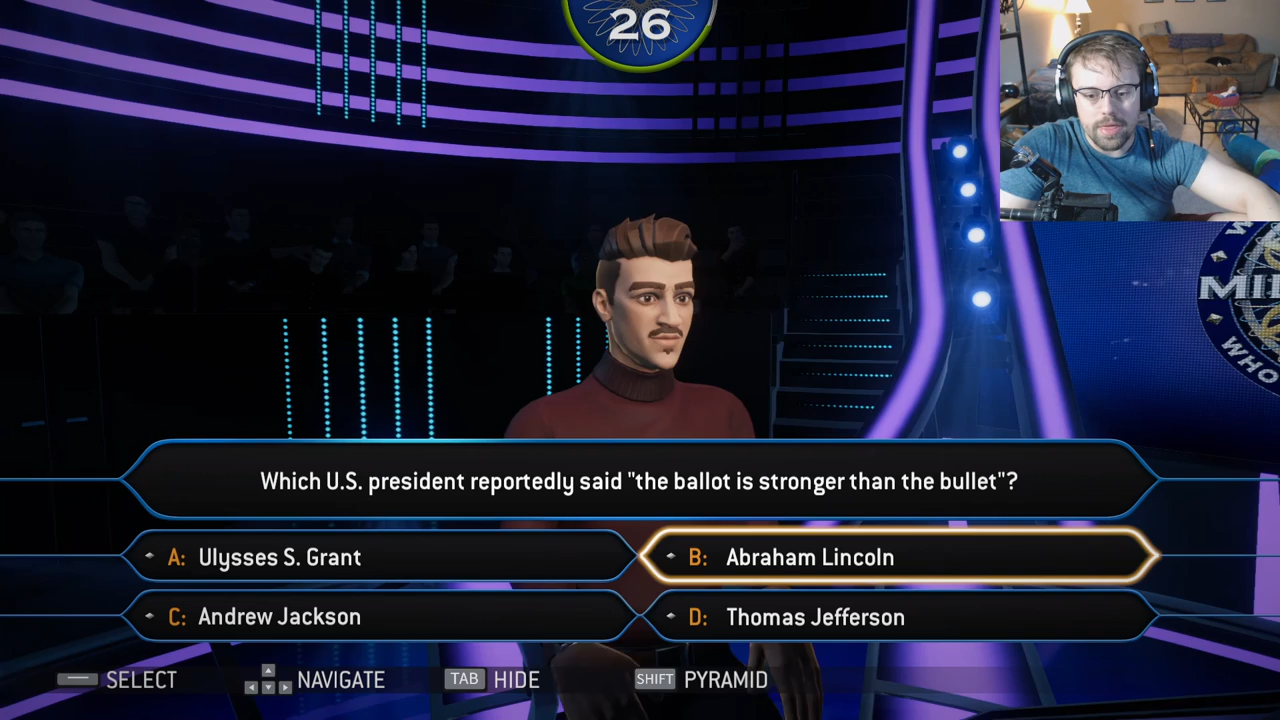 26
Which U.S. president reportedly said "the ballot is stronger than the bullet"?
A: Ulysses S. Grant
B: Abraham Lincoln
C: Andrew Jackson
D: Thomas Jefferson
SELECT
NAVIGATE
TAB HIDE
SHIFT PYRAMID
WHO